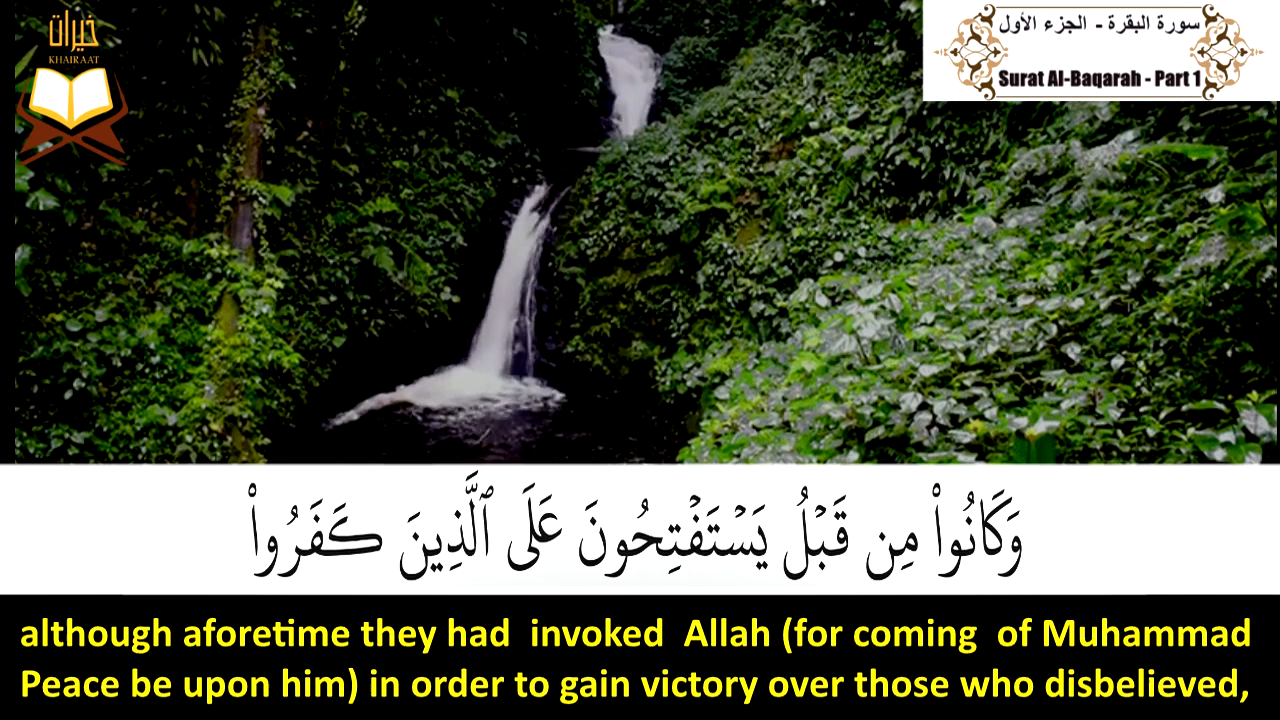 خيرات
KHAIRAAT
سورة البقرة - الجزء الأول
Surat Al-Baqarah - Part 1
وَكَانُوا۟ مِن قَبْلُ يَسْتَفْتِحُونَ عَلَى ٱلَّذِينَ كَفَرُوا۟
although aforetime they had invoked Allah (for coming of Muhammad
Peace be upon him) in order to gain victory over those who disbelieved,